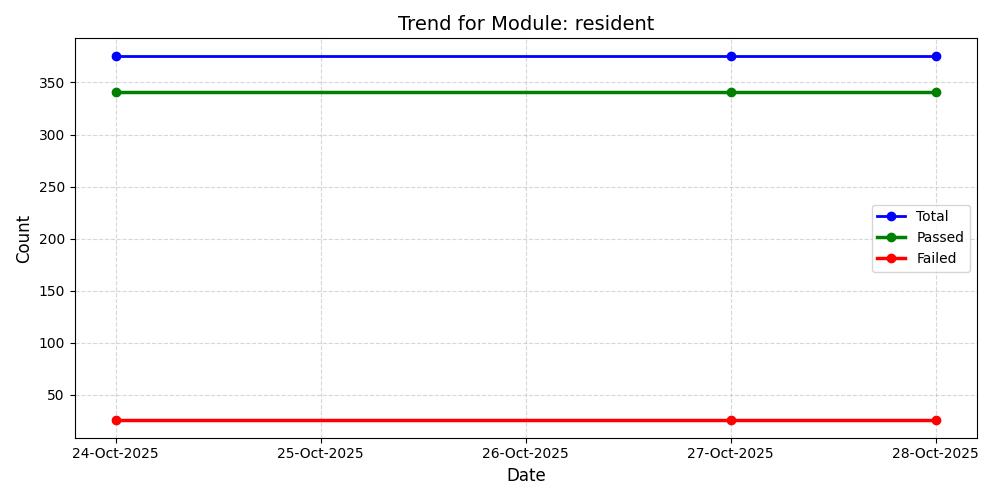 Trend for Module: resident
Count
350
300
250
200
150
100
50
Total
Passed
Failed
24-Oct-2025
25-Oct-2025
26-Oct-2025
27-Oct-2025
28-Oct-2025
Date